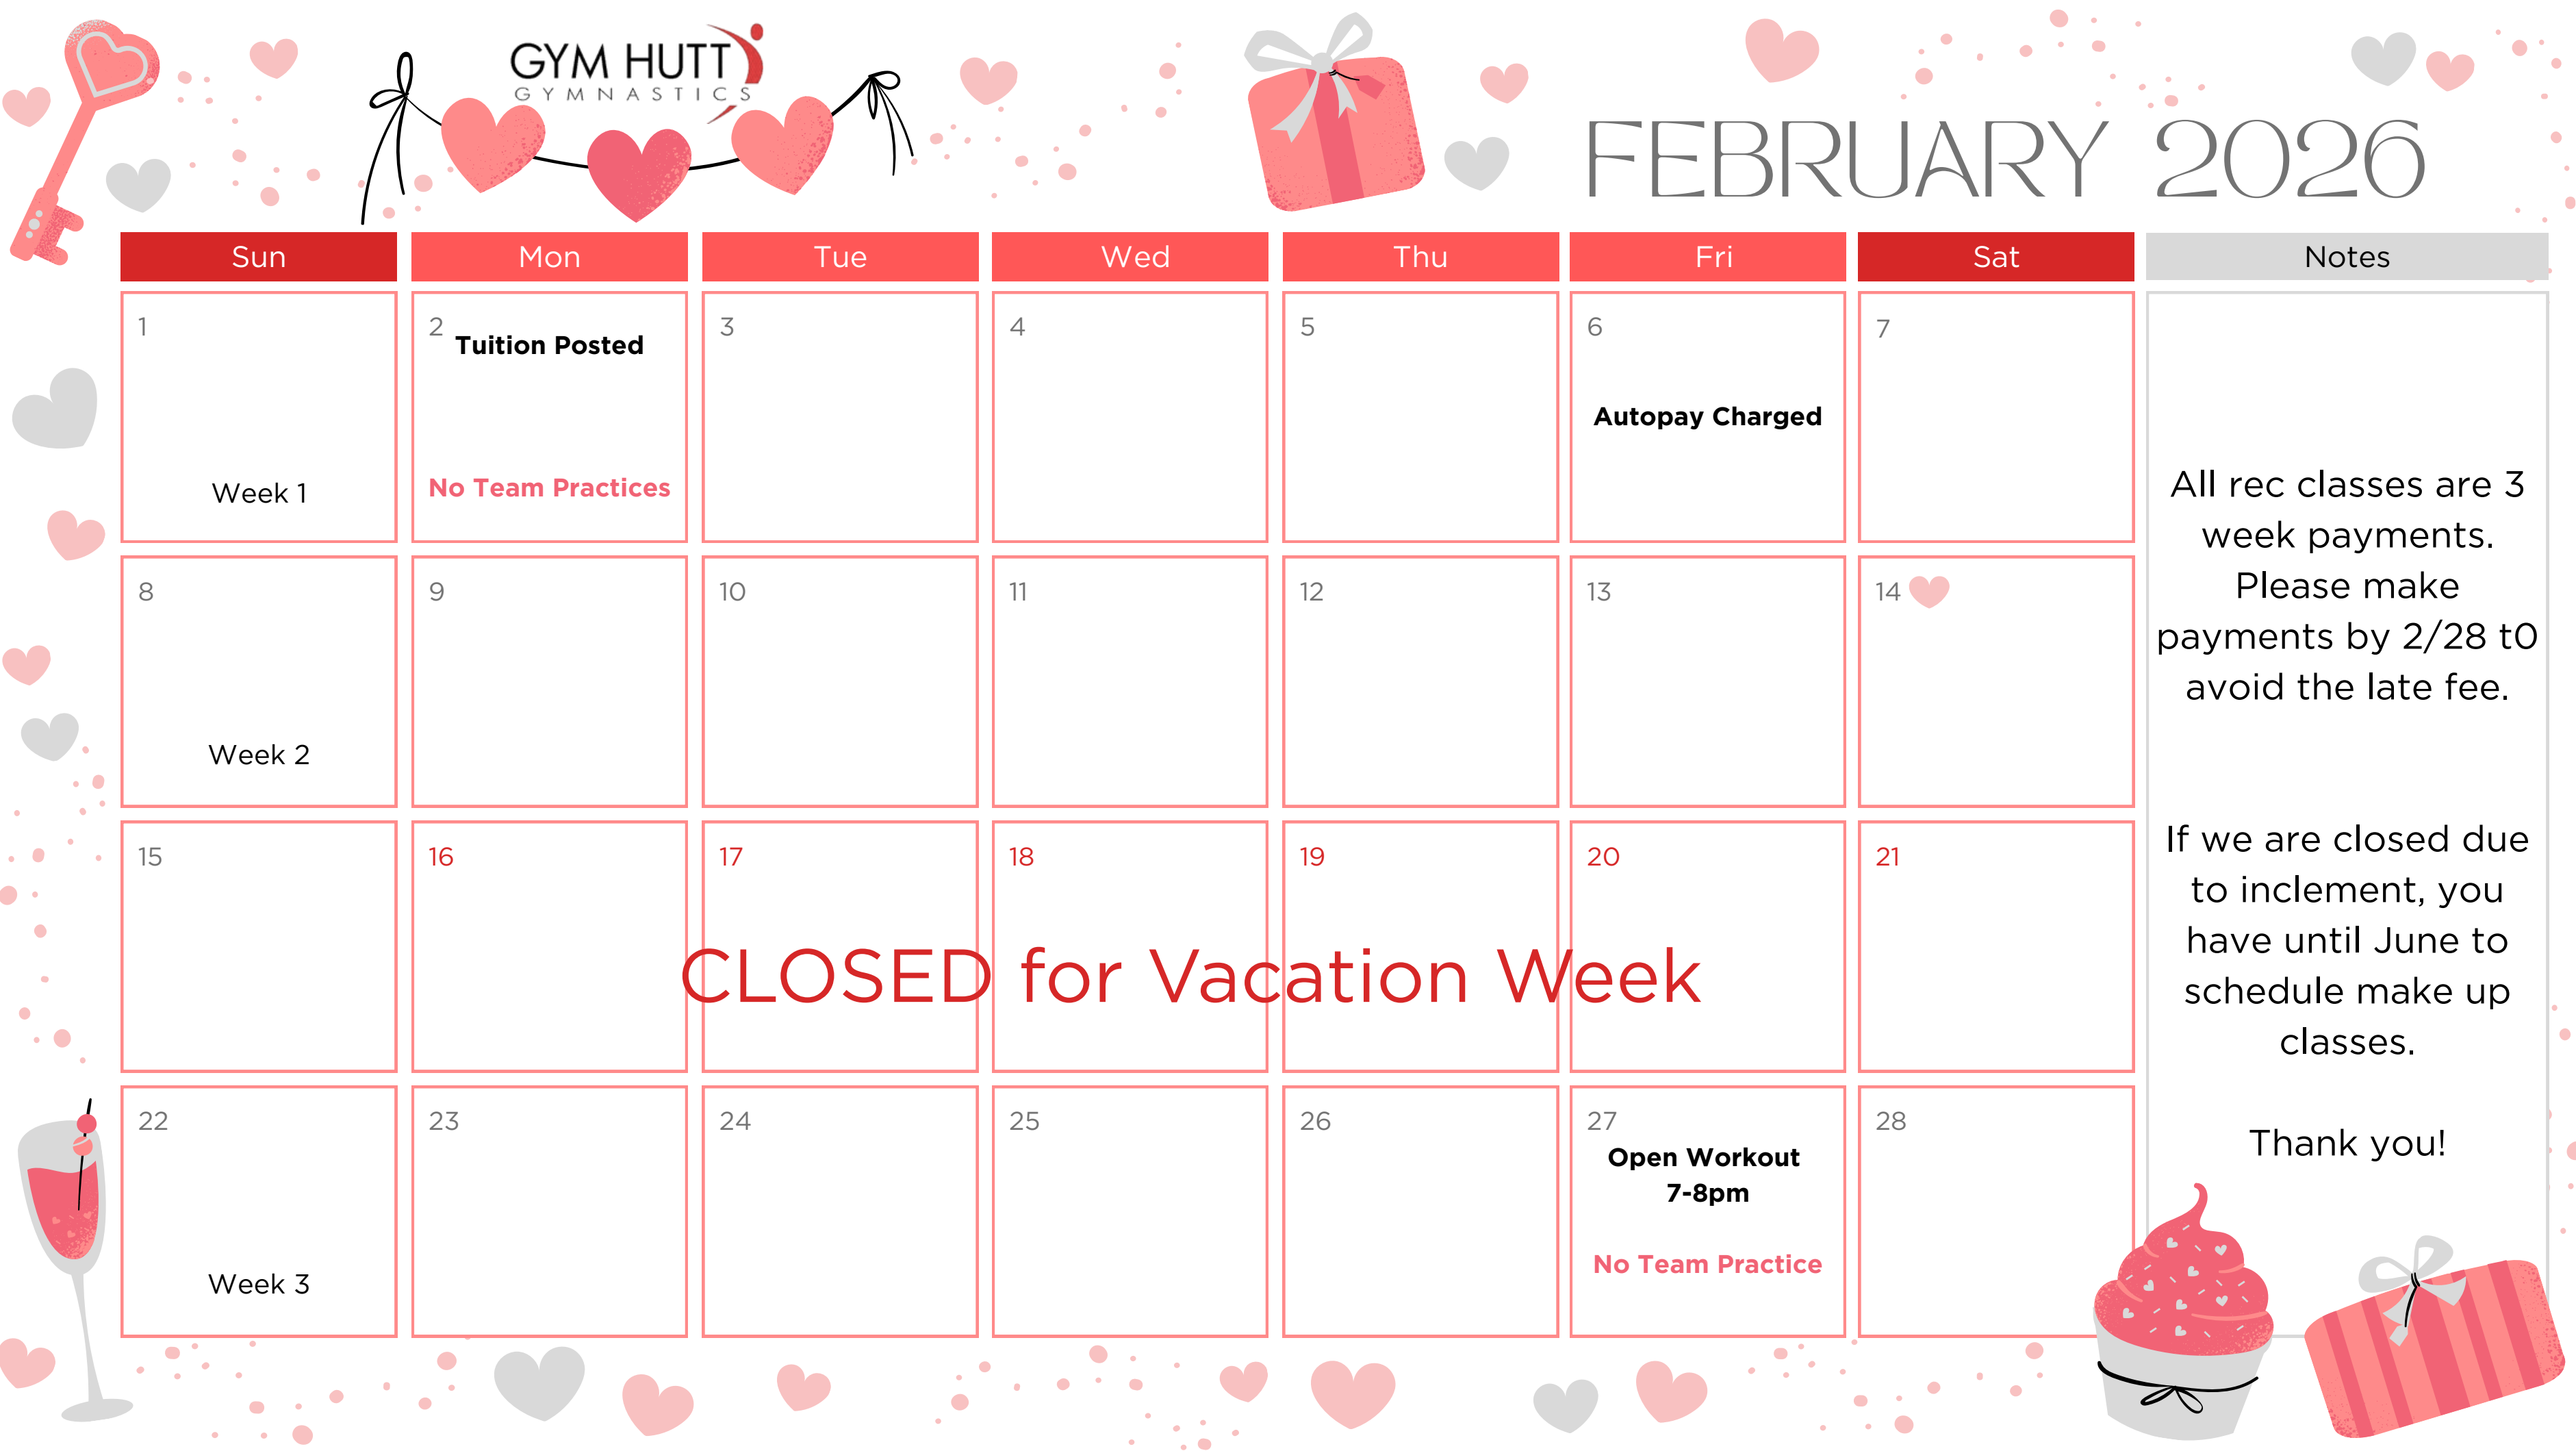 GYM HUTT
GYMNASTICS
FEBRUARY 2026
Sun Mon Tue Wed Thu Fri Sat Notes
1 2 3 4 5 6 7
Tuition Posted
Autopay Charged
No Team Practices
Week 1
8 9 10 11 12 13 14
Week 2
15 16 17 18 19 20 21
CLOSED for Vacation Week
22 23 24 25 26 27 28
Open Workout
7-8pm
No Team Practice
Week 3
All rec classes are 3
week payments.
Please make
payments by 2/28 t0
avoid the late fee.
If we are closed due
to inclement, you
have until June to
schedule make up
classes.
Thank you!